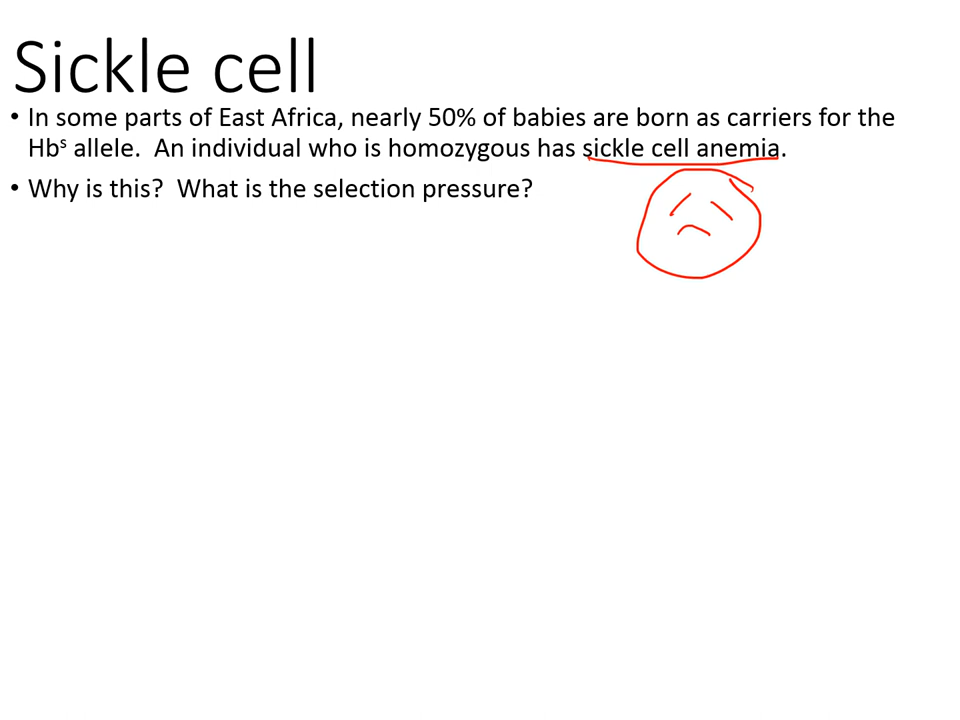 Sickle cell
• In some parts of East Africa, nearly 50% of babies are born as carriers for the
Hbˢ allele.  An individual who is homozygous has sickle cell anemia.
• Why is this?  What is the selection pressure?